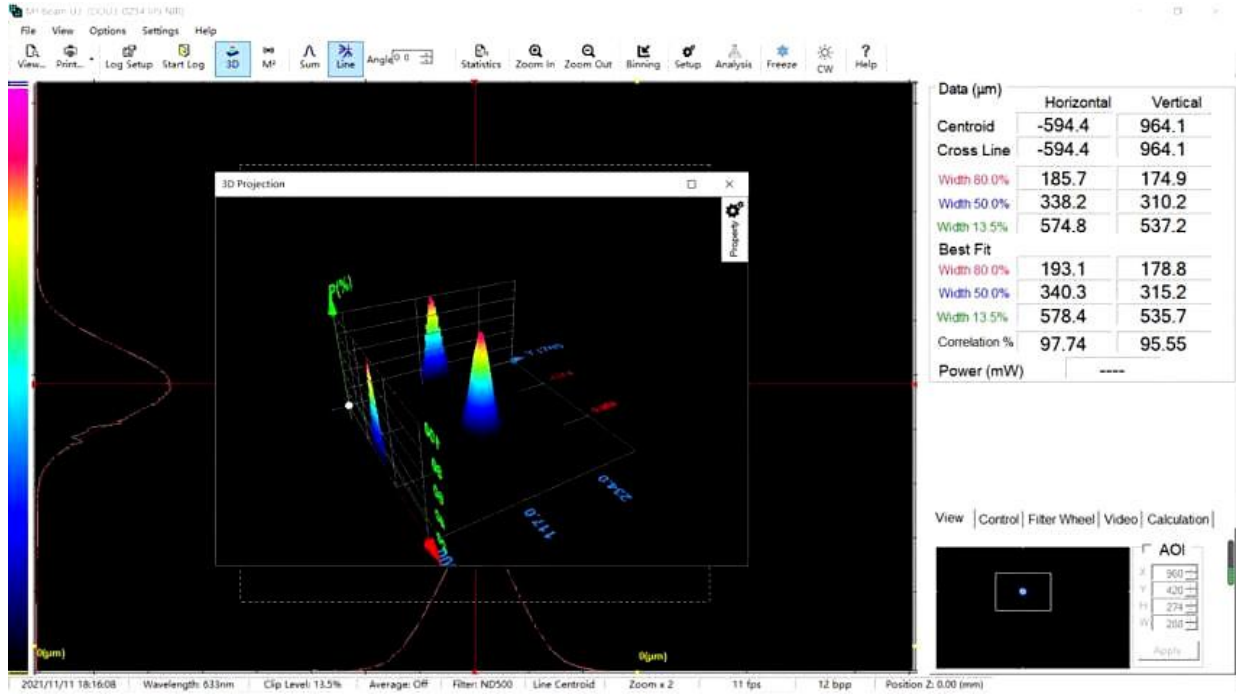 File View Options Settings Help
View... Print... Log Setup Start Log 3D M² Sum Line Angle 0.0 Statistics Zoom In Zoom Out Binning Setup Analysis Freeze CW Help
Data (μm)
Horizontal Vertical
Centroid -594.4 964.1
Cross Line -594.4 964.1
Width 80.0% 185.7 174.9
Width 50.0% 338.2 310.2
Width 13.5% 574.8 537.2
Best Fit
Width 80.0% 193.1 178.8
Width 50.0% 340.3 315.2
Width 13.5% 578.4 535.7
Correlation % 97.74 95.55
Power (mW) ----
3D Projection
Property
P(%)
234.0
117.0
View Control Filter Wheel Video Calculation
AOI
X 960
Y 420
H 274
W 268
Apply
0(μm) 0(μm)
2021/11/11 18:16:08 Wavelength: 633nm Clip Level: 13.5% Average: Off Filter: ND500 Line Centroid Zoom x 2 11 fps 12 bpp Position Z: 0.00 (mm)